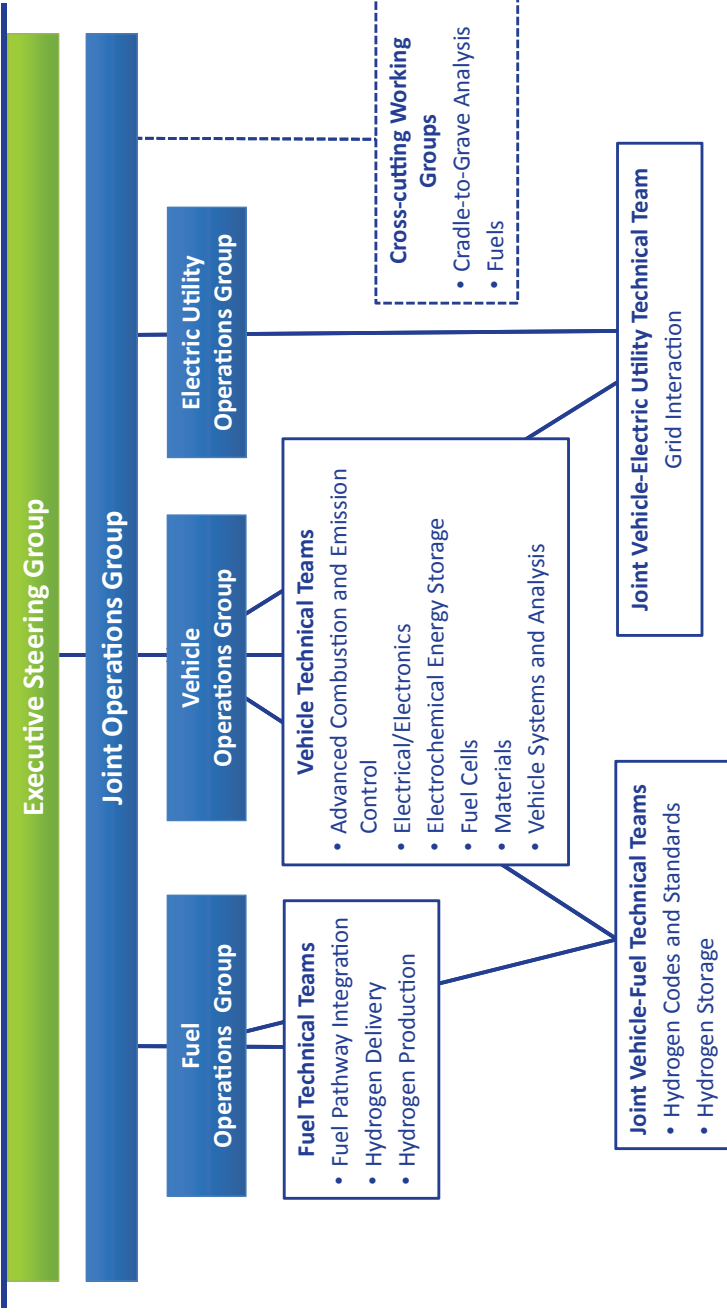 Executive Steering Group
Joint Operations Group
Fuel
Operations Group
Vehicle
Operations Group
Electric Utility
Operations Group
Fuel Technical Teams
• Fuel Pathway Integration
• Hydrogen Delivery
• Hydrogen Production
Vehicle Technical Teams
• Advanced Combustion and Emission
Control
• Electrical/Electronics
• Electrochemical Energy Storage
• Fuel Cells
• Materials
• Vehicle Systems and Analysis
Cross-cutting Working
Groups
• Cradle-to-Grave Analysis
• Fuels
Joint Vehicle-Fuel Technical Teams
• Hydrogen Codes and Standards
• Hydrogen Storage
Joint Vehicle-Electric Utility Technical Team
Grid Interaction